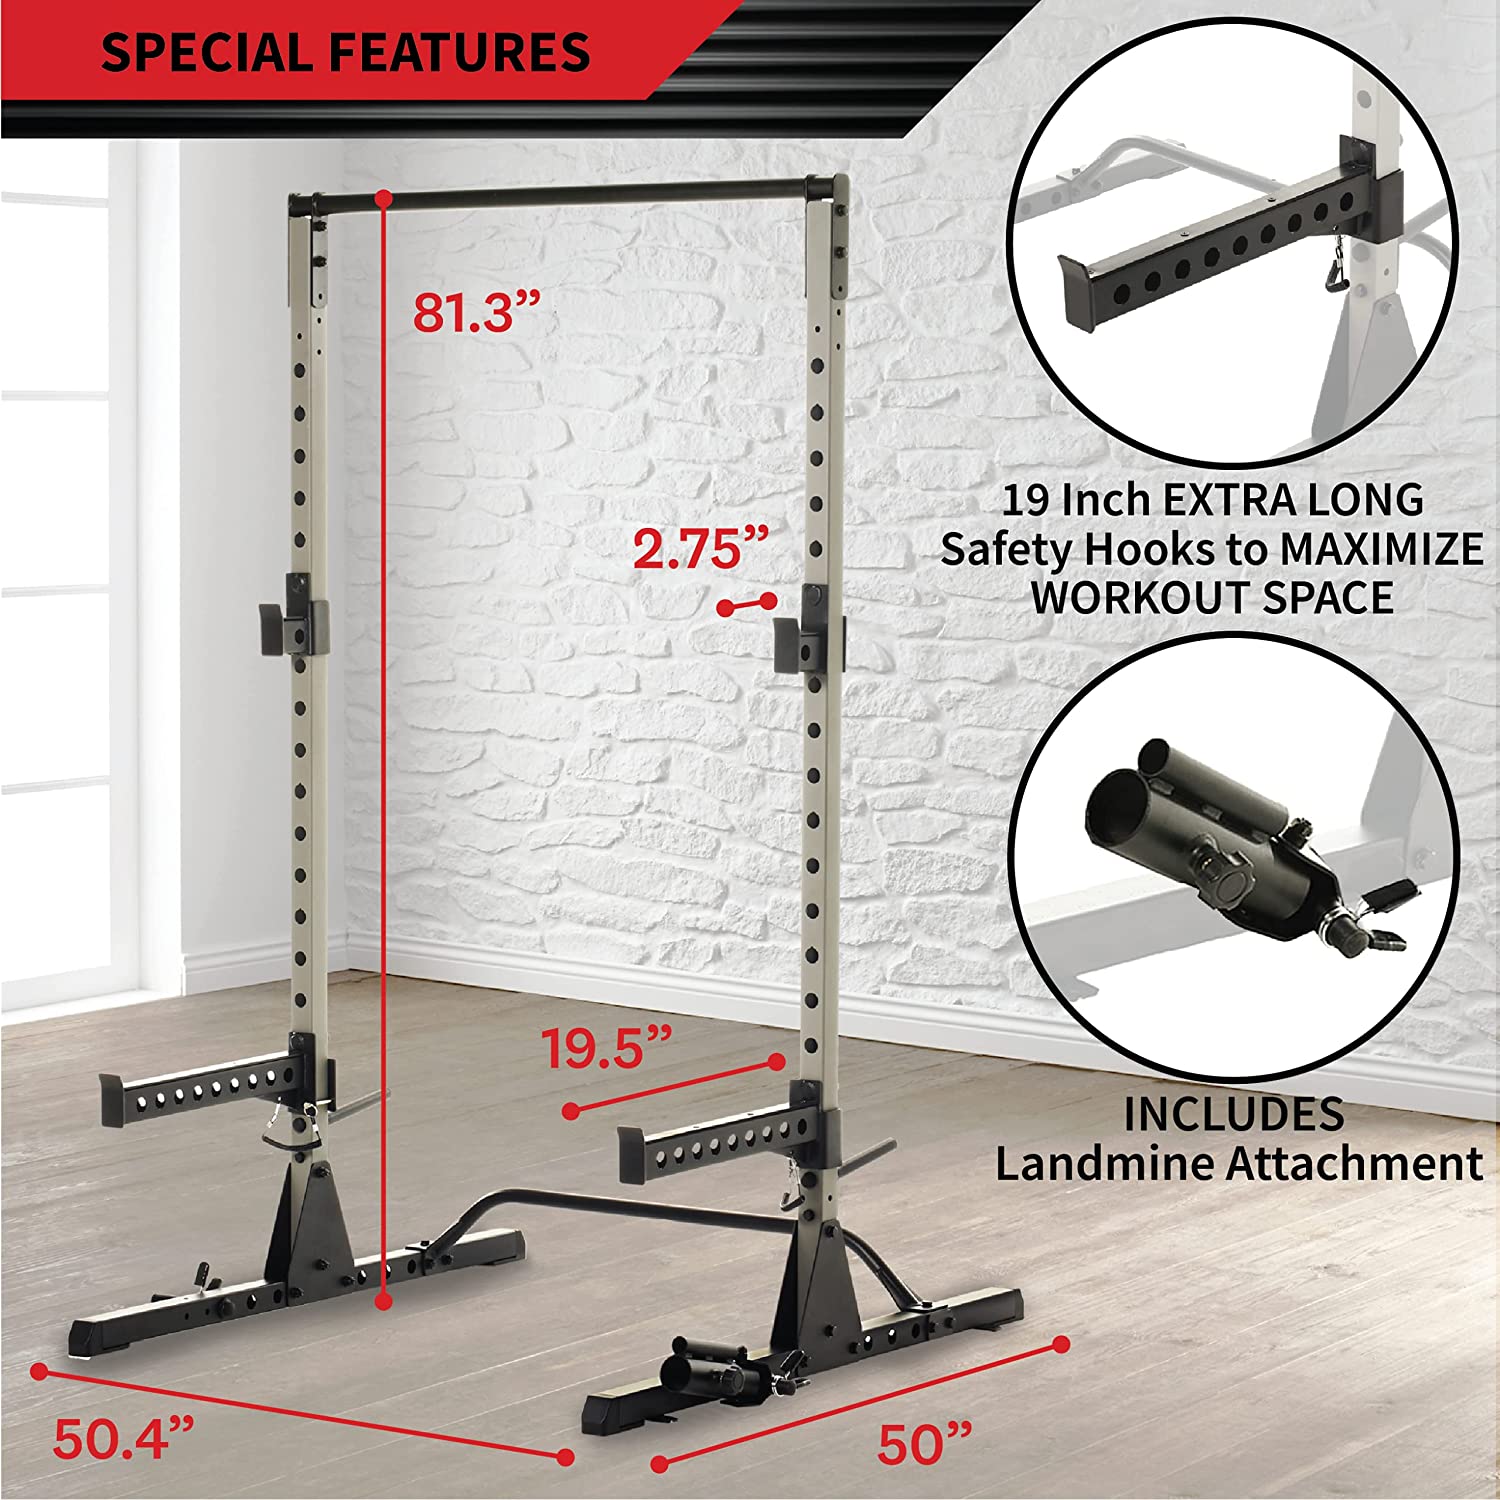 SPECIAL FEATURES
81.3”
2.75”
19 Inch EXTRA LONG
Safety Hooks to MAXIMIZE
WORKOUT SPACE
19.5”
INCLUDES
Landmine Attachment
50.4”
50”